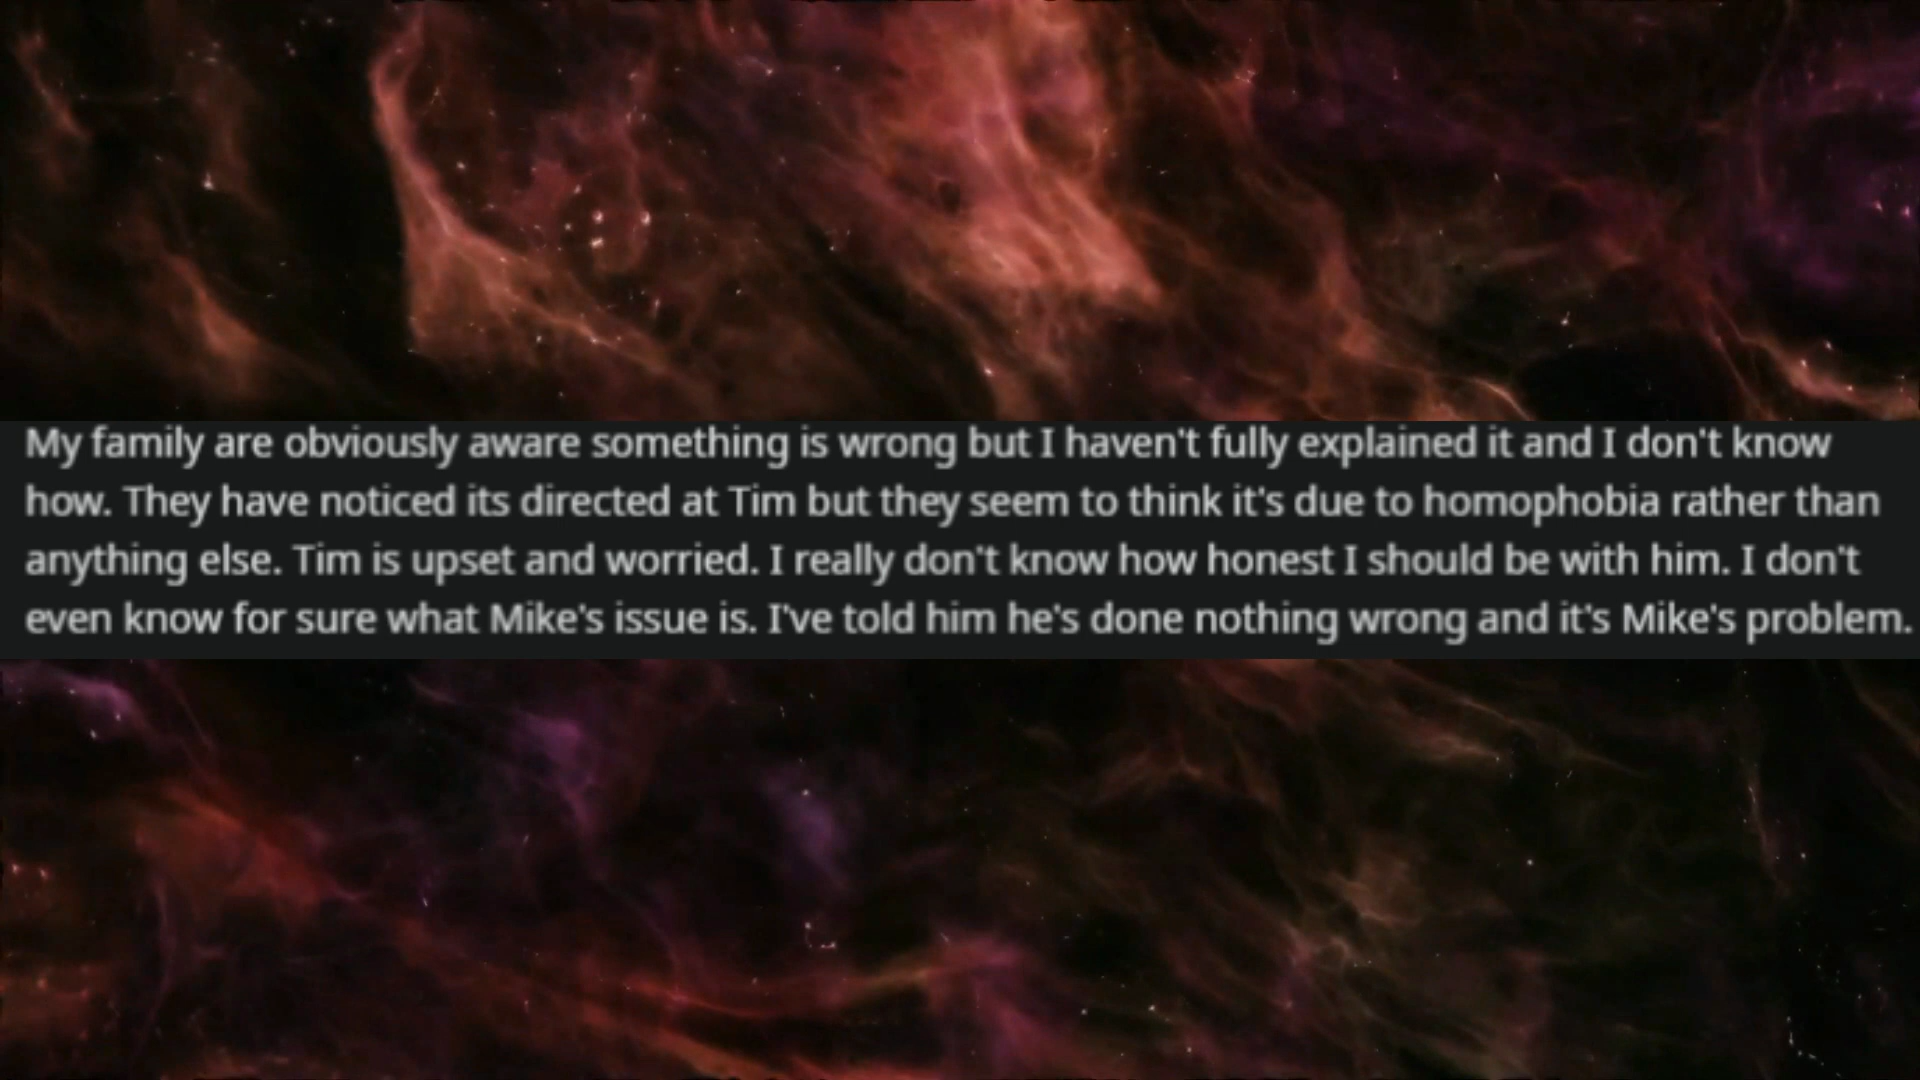 My family are obviously aware something is wrong but I haven't fully explained it and I don't know
how. They have noticed its directed at Tim but they seem to think it's due to homophobia rather than
anything else. Tim is upset and worried. I really don't know how honest I should be with him. I don't
even know for sure what Mike's issue is. I've told him he's done nothing wrong and it's Mike's problem.